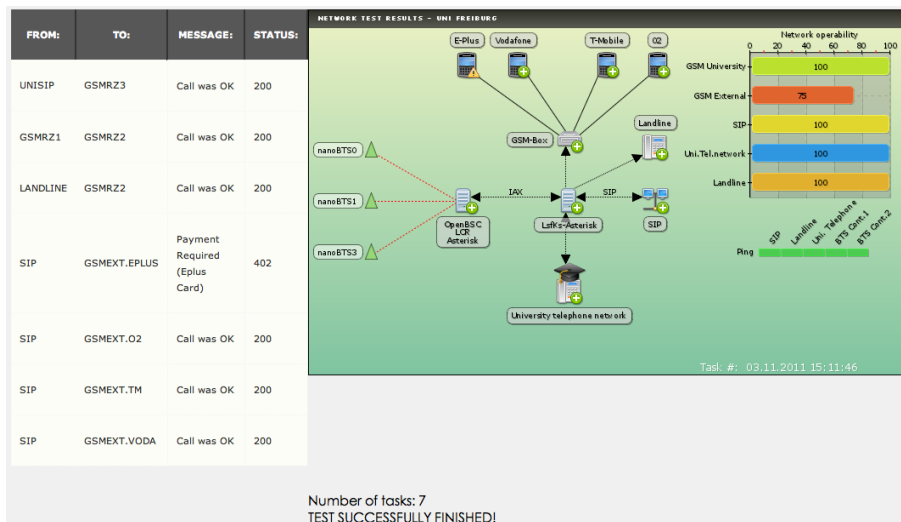 FROM: TO: MESSAGE: STATUS:
UNISIP GSMRZ3 Call was OK 200
GSMRZ1 GSMRZ2 Call was OK 200
LANDLINE GSMRZ2 Call was OK 200
SIP GSMEXT.EPLUS Payment Required (Eplus Card) 402
SIP GSMEXT.O2 Call was OK 200
SIP GSMEXT.TM Call was OK 200
SIP GSMEXT.VODA Call was OK 200
NETWORK TEST RESULTS - UNI FREIBURG
E-Plus Vodafone T-Mobile O2
GSM-Box
Landline
nanoBTS0
nanoBTS1
nanoBTS3
IAX
SIP
OpenBSC
LCR
Asterisk
LsfKs-Asterisk
SIP
University telephone network
Network operability
0 20 40 60 80 100
GSM University 100
GSM External 75
SIP 100
Uni.Tel.network 100
Landline 100
SIP Landline Uni. Telephone BTS Cont.1 BTS Cont.2
Ping
Task #: 03.11.2011 15:11:46
Number of tasks: 7
TEST SUCCESSFULLY FINISHED!